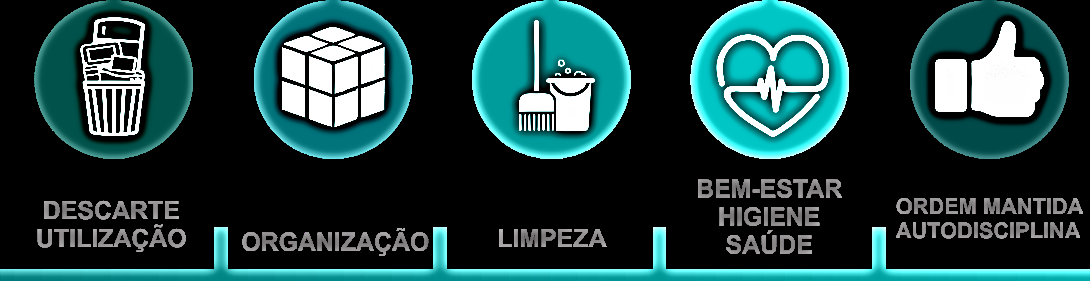 DESCARTE
UTILIZAÇÃO
ORGANIZAÇÃO
LIMPEZA
BEM-ESTAR
HIGIENE
SAÚDE
ORDEM MANTIDA
AUTODISCIPLINA